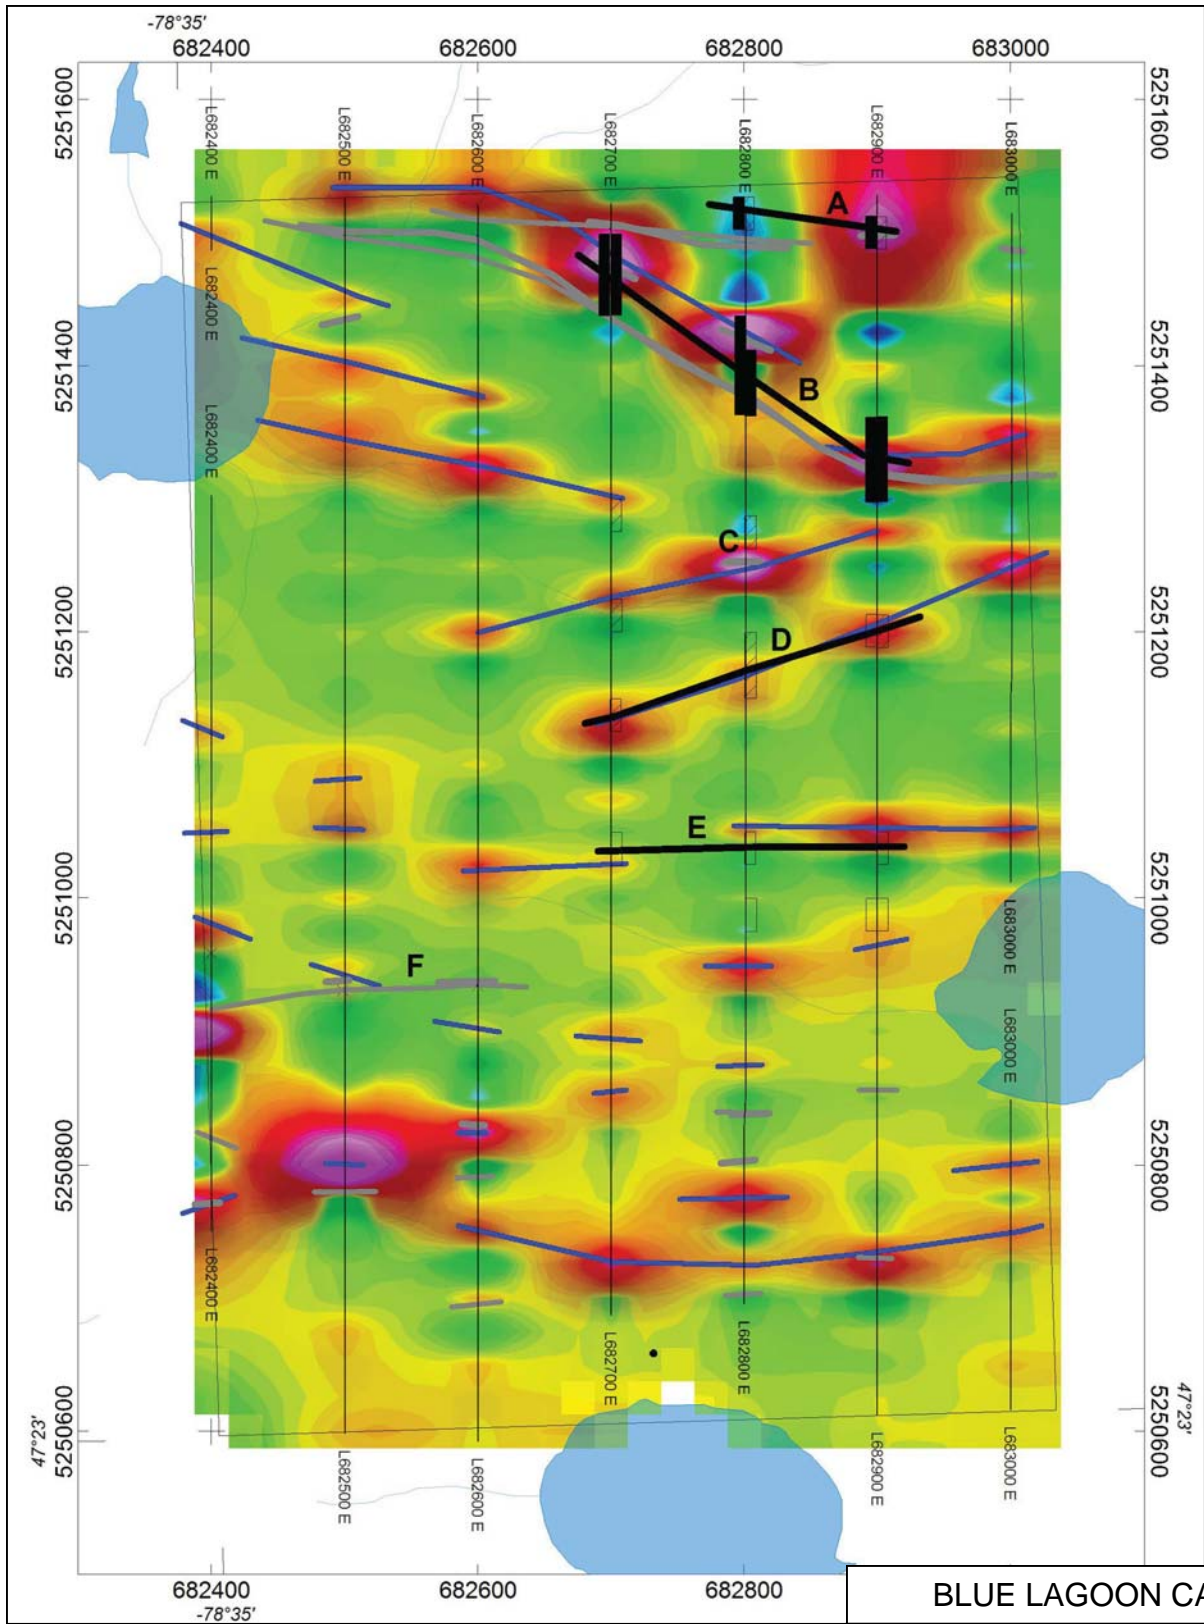 -78°35'
682400 682600 682800 683000
5251600 5251600
L682400 E L682500 E L682600 E L682700 E L682800 E L682900 E L683000 E
A
L682400 E
5251400 5251400
B
L682400 E
C
5251200 5251200
D
E
5251000 5251000
L683000 E
F
L683000 E
5250800 5250800
L682400 E
L682700 E L682800 E
47°23' 47°23'
5250600 5250600
L682500 E L682600 E L682900 E L683000 E
682400 682600 682800
-78°35'
BLUE LAGOON CA